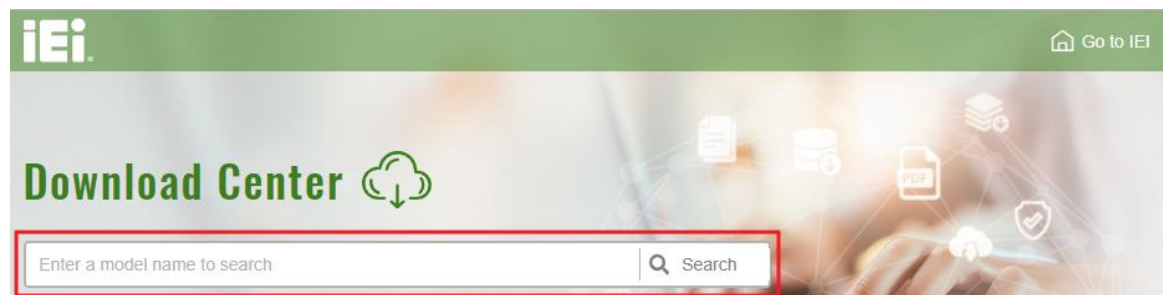 iEi
Go to IEI
Download Center
PDF
Enter a model name to search
Search